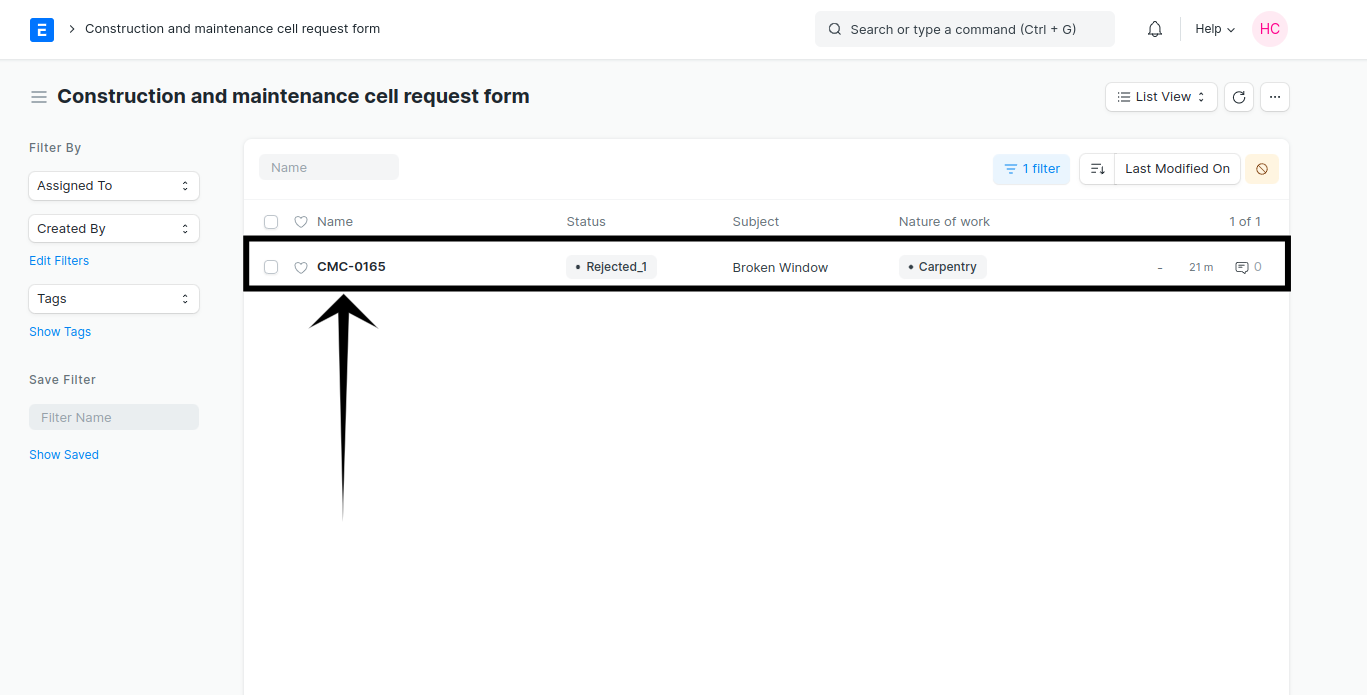 E
Construction and maintenance cell request form
Search or type a command (Ctrl + G)
Help
HC
Construction and maintenance cell request form
List View
Filter By
Assigned To
Created By
Edit Filters
Tags
Show Tags
Save Filter
Filter Name
Show Saved
Name
1 filter
Last Modified On
Name Status Subject Nature of work 1 of 1
CMC-0165 • Rejected_1 Broken Window • Carpentry - 21 m 0